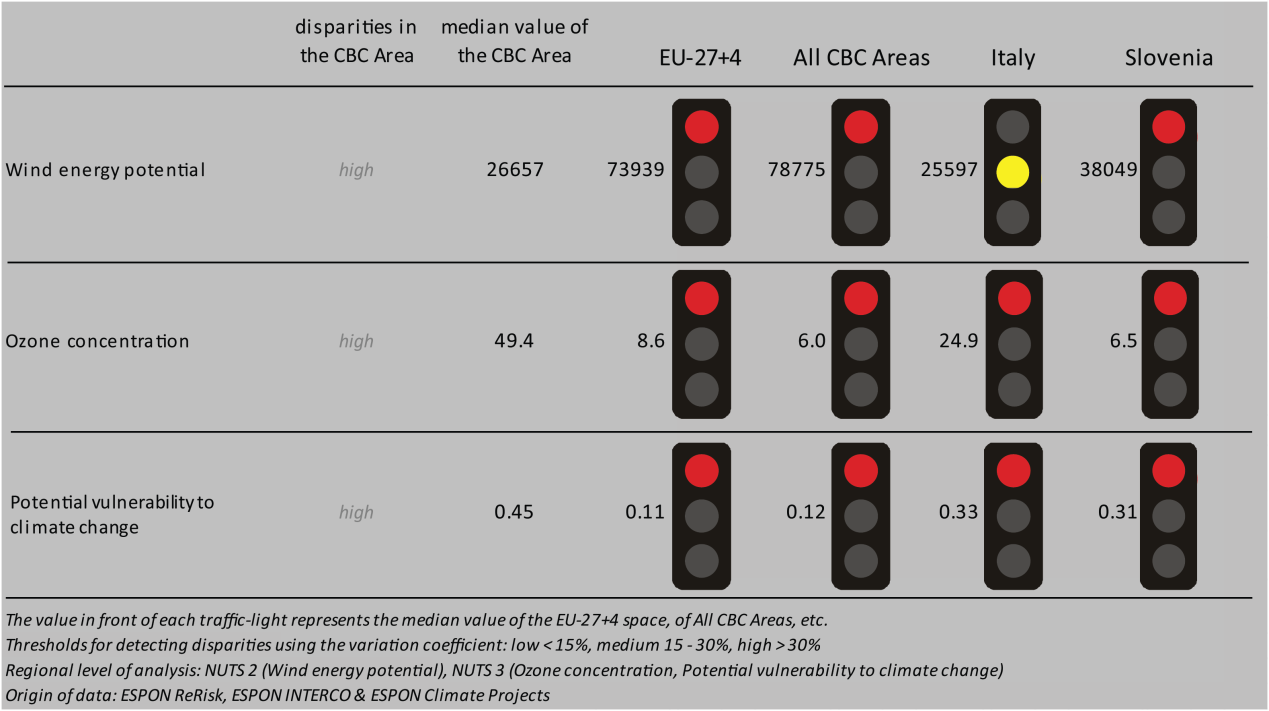 disparities in
the CBC Area
median value of
the CBC Area
EU-27+4
All CBC Areas
Italy
Slovenia
Wind energy potential high 26657 73939 78775 25597 38049
Ozone concentration high 49.4 8.6 6.0 24.9 6.5
Potential vulnerability to
climate change
high 0.45 0.11 0.12 0.33 0.31
The value in front of each traffic-light represents the median value of the EU-27+4 space, of All CBC Areas, etc.
Thresholds for detecting disparities using the variation coefficient: low < 15%, medium 15 - 30%, high > 30%
Regional level of analysis: NUTS 2 (Wind energy potential), NUTS 3 (Ozone concentration, Potential vulnerability to climate change)
Origin of data: ESPON ReRisk, ESPON INTERCO & ESPON Climate Projects